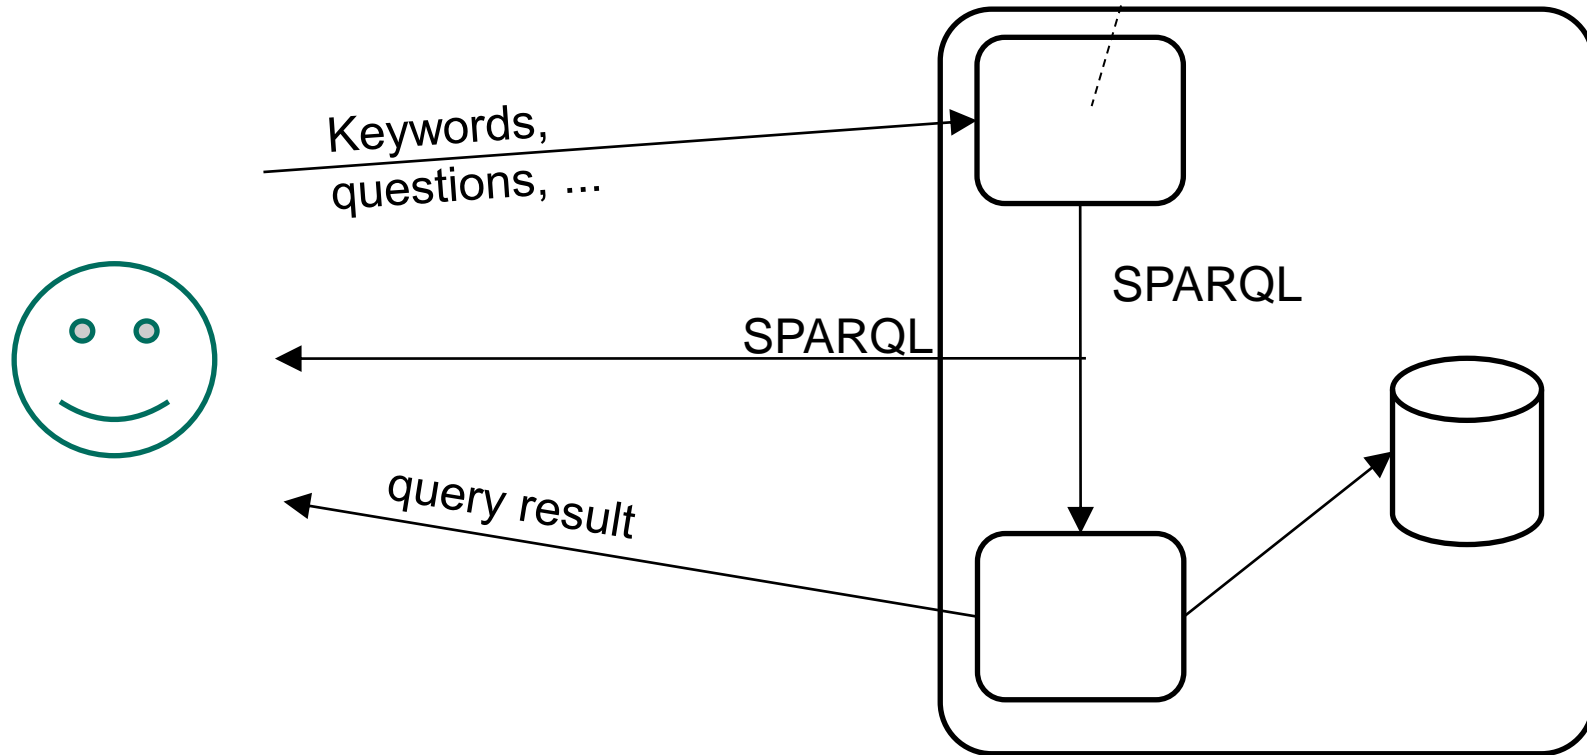 Keywords,
questions, ...
SPARQL
SPARQL
query result